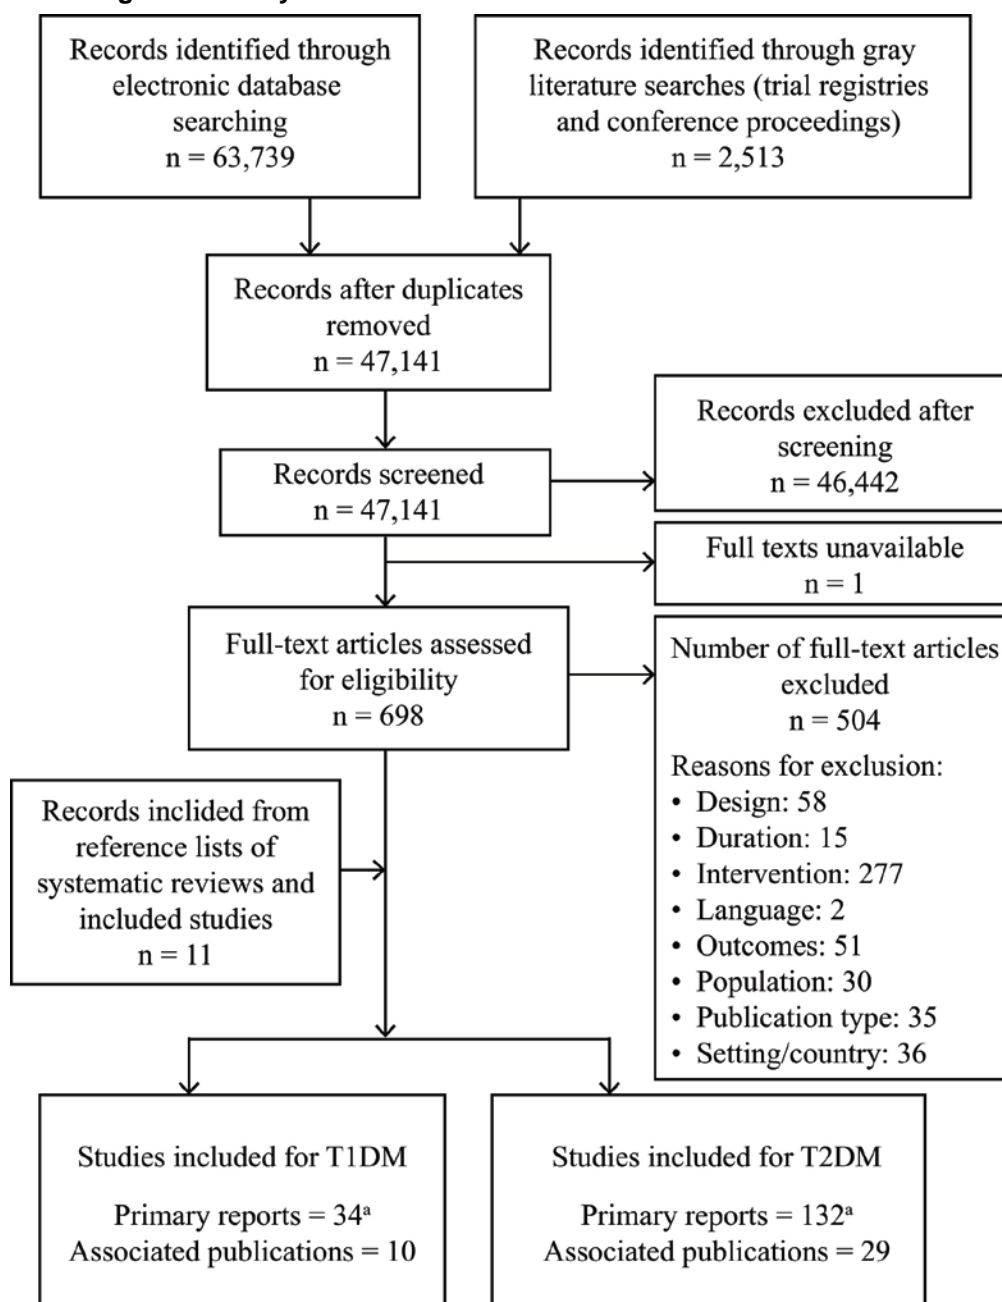 Records identified through
electronic database
searching
n = 63,739
Records identified through gray
literature searches (trial registries
and conference proceedings)
n = 2,513
Records after duplicates
removed
n = 47,141
Records screened
n = 47,141
Records excluded after
screening
n = 46,442
Full texts unavailable
n = 1
Full-text articles assessed
for eligibility
n = 698
Number of full-text articles
excluded
n = 504
Reasons for exclusion:
• Design: 58
• Duration: 15
• Intervention: 277
• Language: 2
• Outcomes: 51
• Population: 30
• Publication type: 35
• Setting/country: 36
Records inclided from
reference lists of
systematic reviews and
included studies
n = 11
Studies included for T1DM
Primary reports = 34ᵃ
Associated publications = 10
Studies included for T2DM
Primary reports = 132ᵃ
Associated publications = 29